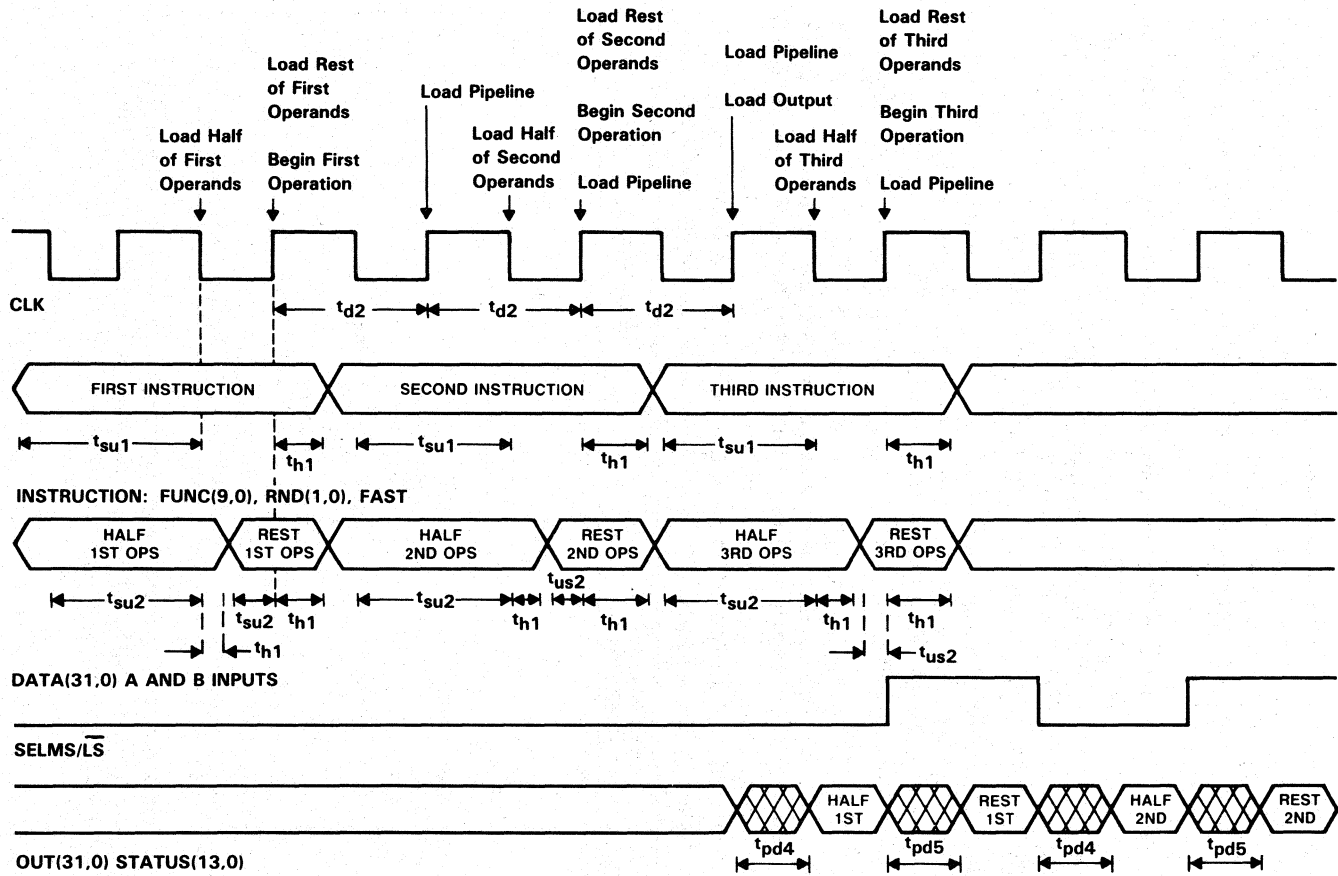 Load Rest
of First
Operands
Begin First
Operation
Load Half
of First
Operands
Load Pipeline
Load Half
of Second
Operands
Load Rest
of Second
Operands
Begin Second
Operation
Load Pipeline
Load Pipeline
Load Output
Load Half
of Third
Operands
Load Rest
of Third
Operands
Begin Third
Operation
Load Pipeline
CLK
td2 td2 td2
FIRST INSTRUCTION SECOND INSTRUCTION THIRD INSTRUCTION
tsu1 th1 tsu1 th1 tsu1 th1
INSTRUCTION: FUNC(9,0), RND(1,0), FAST
HALF
1ST OPS
REST
1ST OPS
HALF
2ND OPS
REST
2ND OPS
HALF
3RD OPS
REST
3RD OPS
tsu2 tsu2 th1 tsu2 th1 tus2 th1 tsu2 th1 th1
th1 tus2
DATA(31,0) A AND B INPUTS
SELMS/L̅S̅
HALF
1ST
REST
1ST
HALF
2ND
REST
2ND
tpd4 tpd5 tpd4 tpd5
OUT(31,0) STATUS(13,0)